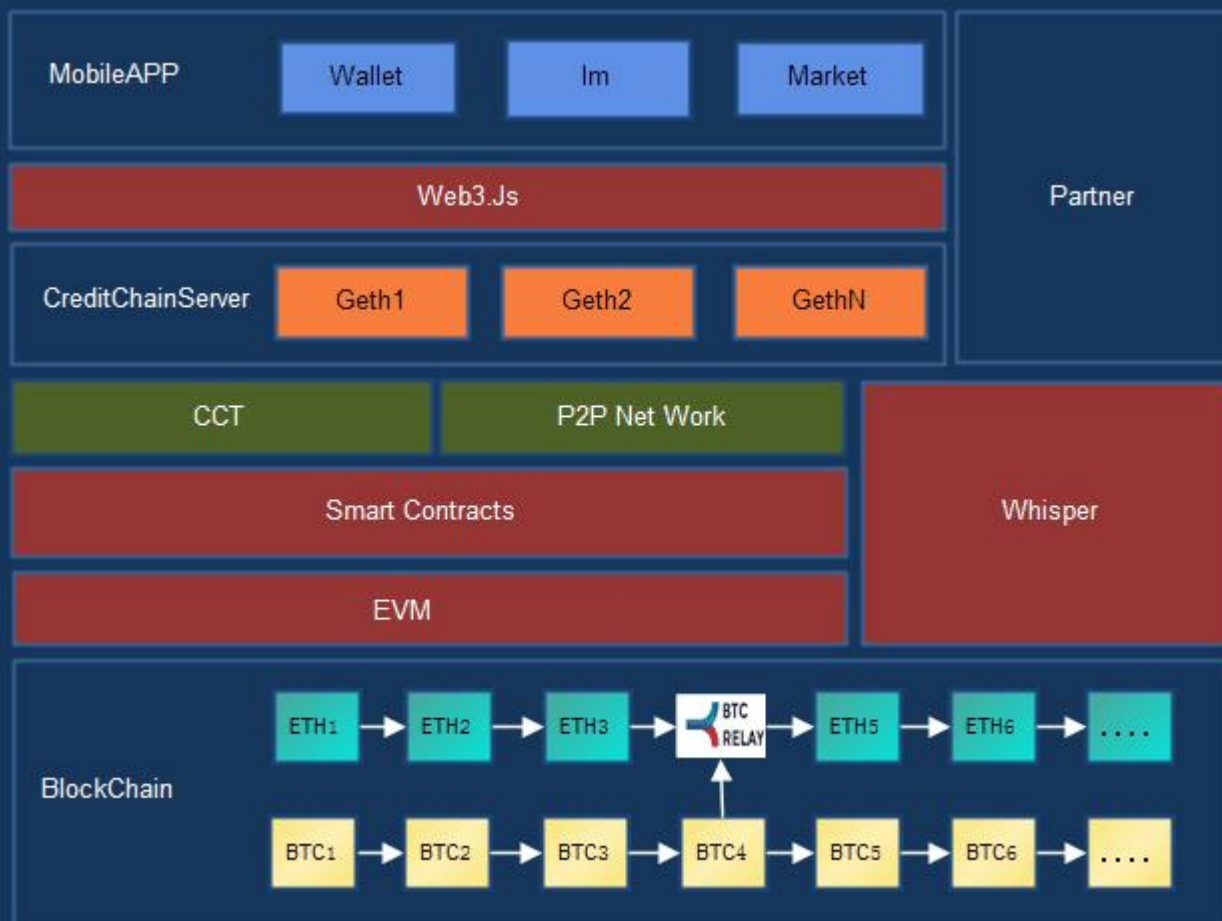 MobileAPP
Wallet
Im
Market
Partner
Web3.Js
CreditChainServer
Geth1
Geth2
GethN
CCT
P2P Net Work
Whisper
Smart Contracts
EVM
BlockChain
ETH1
ETH2
ETH3
BTC
RELAY
ETH5
ETH6
....
BTC1
BTC2
BTC3
BTC4
BTC5
BTC6
....